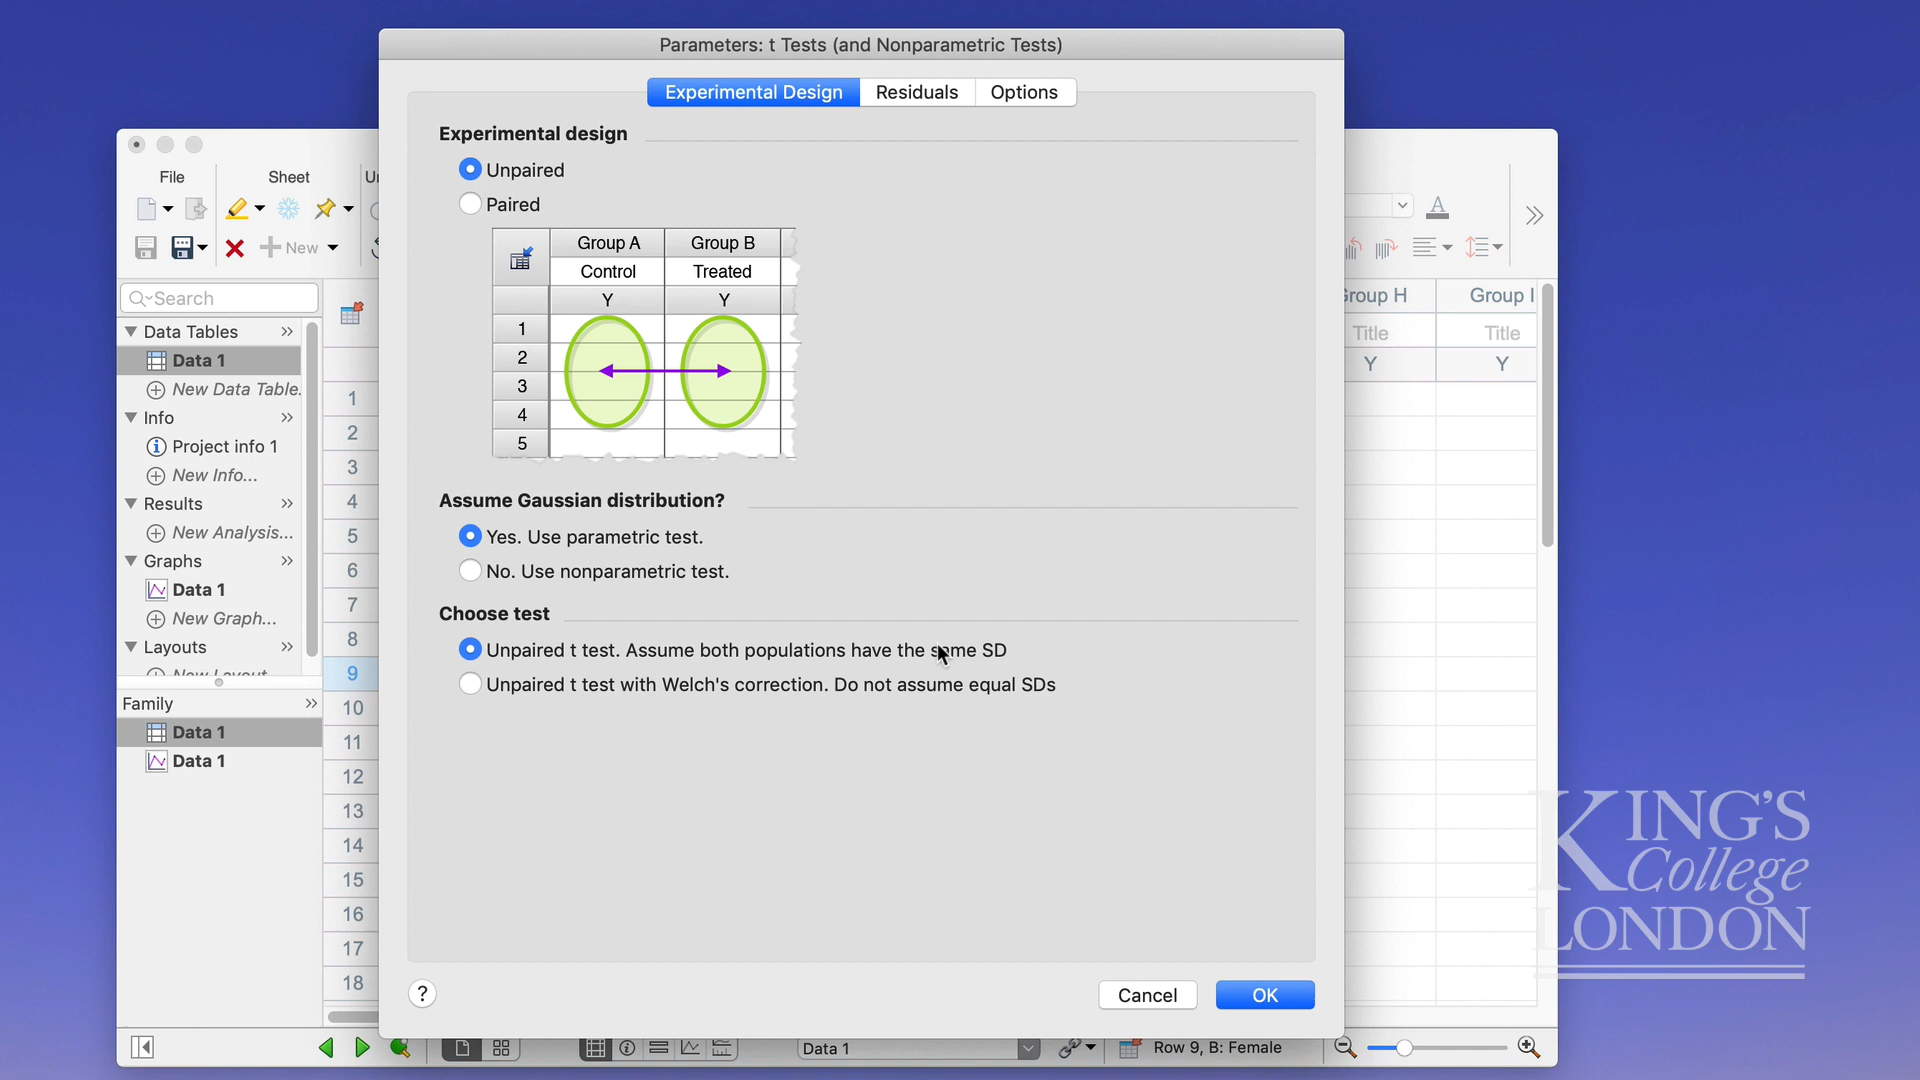 Parameters: t Tests (and Nonparametric Tests)
Experimental Design
Residuals
Options
Experimental design
Unpaired
Paired
Group A
Group B
Control
Treated
Y
Y
1
2
3
4
5
Assume Gaussian distribution?
Yes. Use parametric test.
No. Use nonparametric test.
Choose test
Unpaired t test. Assume both populations have the same SD
Unpaired t test with Welch's correction. Do not assume equal SDs
?
Cancel
OK
File
Sheet
New
Search
Data Tables
Data 1
New Data Table.
Info
Project info 1
New Info...
Results
New Analysis...
Graphs
Data 1
New Graph...
Layouts
Family
Data 1
Data 1
1
2
3
4
5
6
7
8
9
10
11
12
13
14
15
16
17
18
Group H
Group I
Title
Title
Y
Y
Data 1
Row 9, B: Female
KING'S
College
LONDON